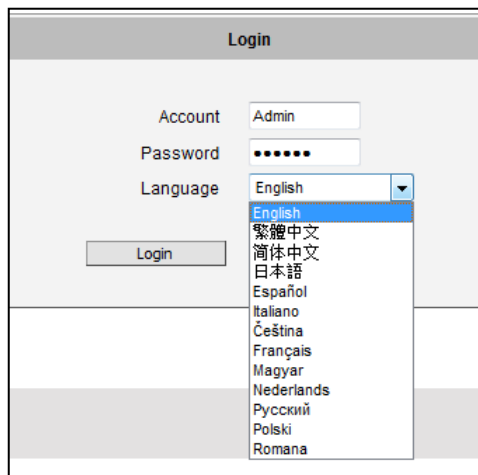 Login
Account Admin
Password ••••••
Language English
English
Login
繁體中文
简体中文
日本語
Español
Italiano
Čeština
Français
Magyar
Nederlands
Русский
Polski
Romana